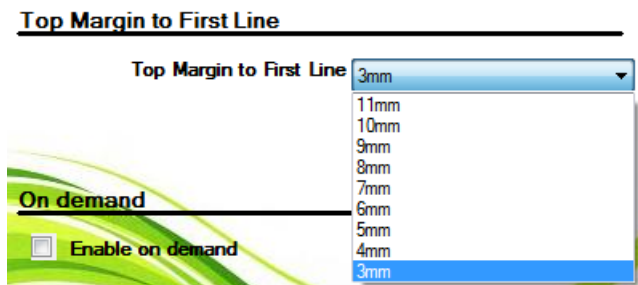 Top Margin to First Line
Top Margin to First Line 3mm
11mm
10mm
9mm
8mm
7mm
6mm
5mm
4mm
3mm
On demand
Enable on demand